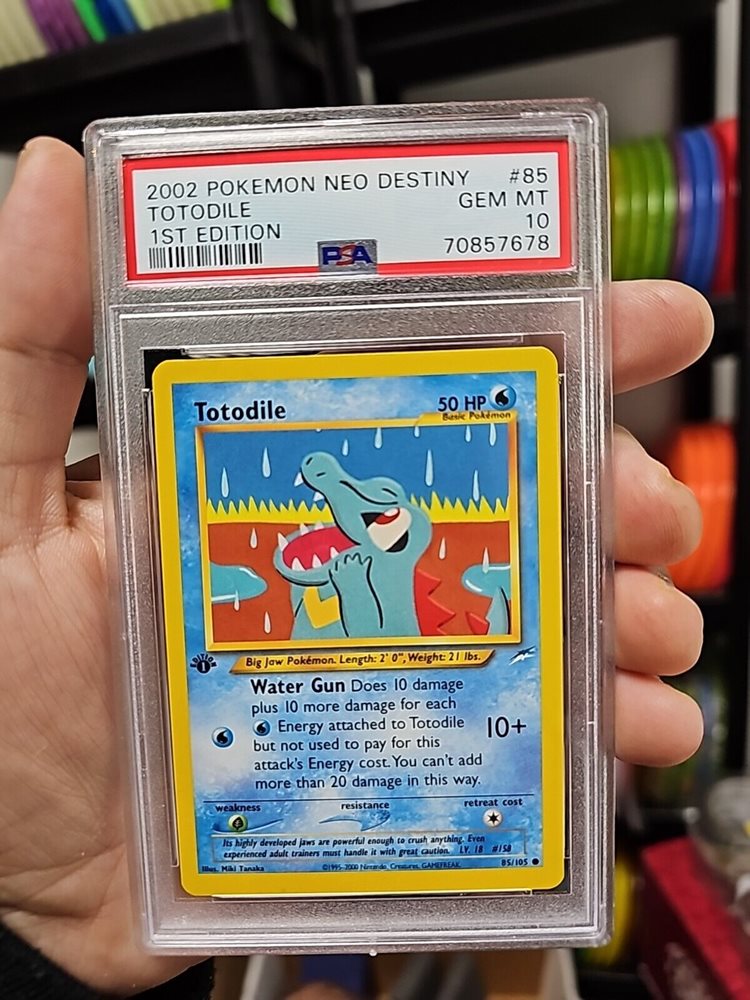 2002 POKEMON NEO DESTINY #85
TOTODILE GEM MT
1ST EDITION 10
PSA 70857678
Totodile 50 HP
Basic Pokémon
EDITION 1
Big Jaw Pokémon. Length: 2' 0", Weight: 21 lbs.
Water Gun Does 10 damage
plus 10 more damage for each
Energy attached to Totodile
but not used to pay for this
attack's Energy cost. You can't add
more than 20 damage in this way.
10+
weakness resistance retreat cost
Its highly developed jaws are powerful enough to crush anything. Even
experienced adult trainers must handle it with great caution. LV. 18 #158
Illus. Miki Tanaka ©1995-2000 Nintendo, Creatures, GAMEFREAK. 85/105